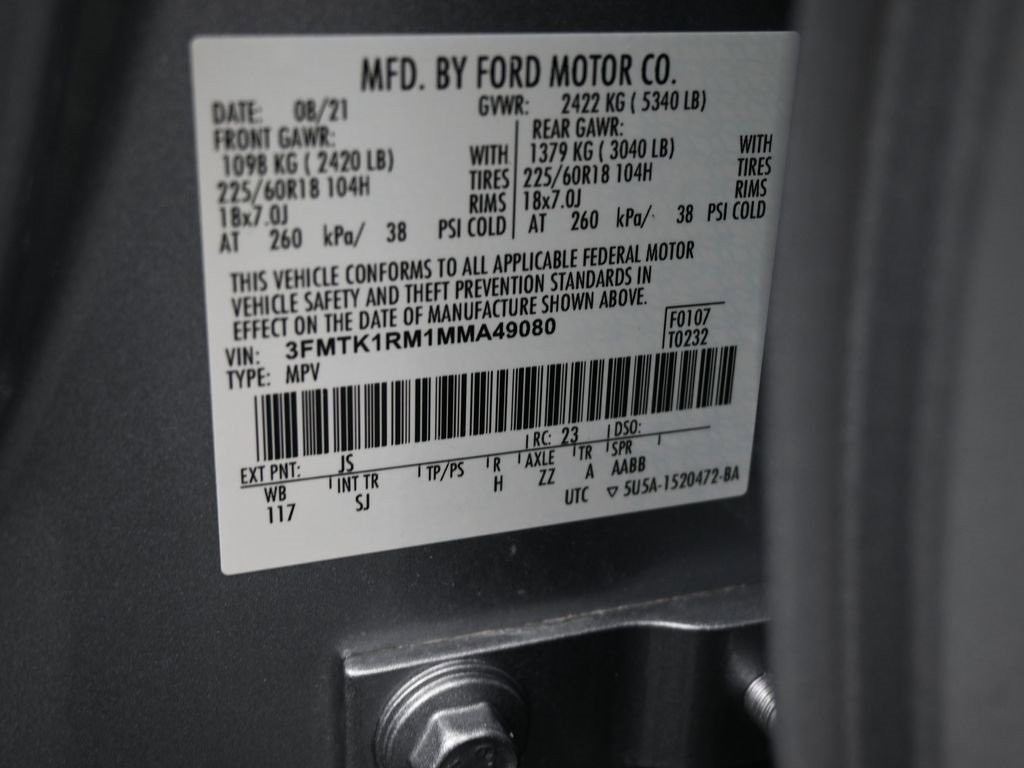 MFD. BY FORD MOTOR CO.
DATE: 08/21 GVWR: 2422 KG ( 5340 LB)
FRONT GAWR: REAR GAWR:
1098 KG ( 2420 LB) WITH 1379 KG ( 3040 LB) WITH
225/60R18 104H TIRES 225/60R18 104H TIRES
18x7.0J RIMS 18x7.0J RIMS
AT 260 kPa/ 38 PSI COLD AT 260 kPa/ 38 PSI COLD
THIS VEHICLE CONFORMS TO ALL APPLICABLE FEDERAL MOTOR
VEHICLE SAFETY AND THEFT PREVENTION STANDARDS IN
EFFECT ON THE DATE OF MANUFACTURE SHOWN ABOVE.
VIN: 3FMTK1RM1MMA49080 F0107
TYPE: MPV T0232
EXT PNT: JS RC: 23 DSO:
WB INT TR TP/PS R AXLE TR SPR
117 SJ H ZZ A AABB
UTC ▽ 5U5A-1520472-BA